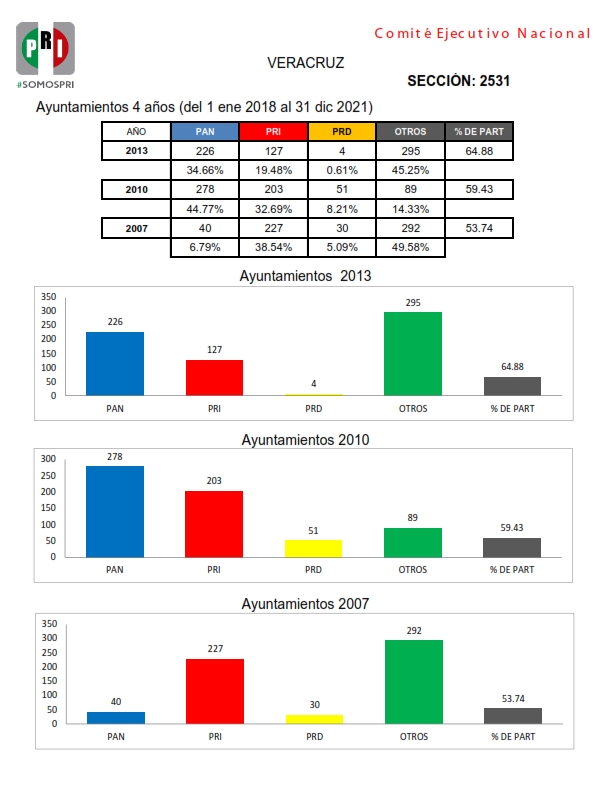 Comité Ejecutivo Nacional
PRI
#SOMOSPRI
VERACRUZ
SECCIÓN: 2531
Ayuntamientos 4 años (del 1 ene 2018 al 31 dic 2021)
AÑO PAN PRI PRD OTROS % DE PART
2013 226 127 4 295 64.88
34.66% 19.48% 0.61% 45.25%
2010 278 203 51 89 59.43
44.77% 32.69% 8.21% 14.33%
2007 40 227 30 292 53.74
6.79% 38.54% 5.09% 49.58%
Ayuntamientos 2013
350
300
250
200
150
100
50
0
226 127 4 295 64.88
PAN PRI PRD OTROS % DE PART
Ayuntamientos 2010
300
250
200
150
100
50
0
278 203 51 89 59.43
PAN PRI PRD OTROS % DE PART
Ayuntamientos 2007
350
300
250
200
150
100
50
0
40 227 30 292 53.74
PAN PRI PRD OTROS % DE PART